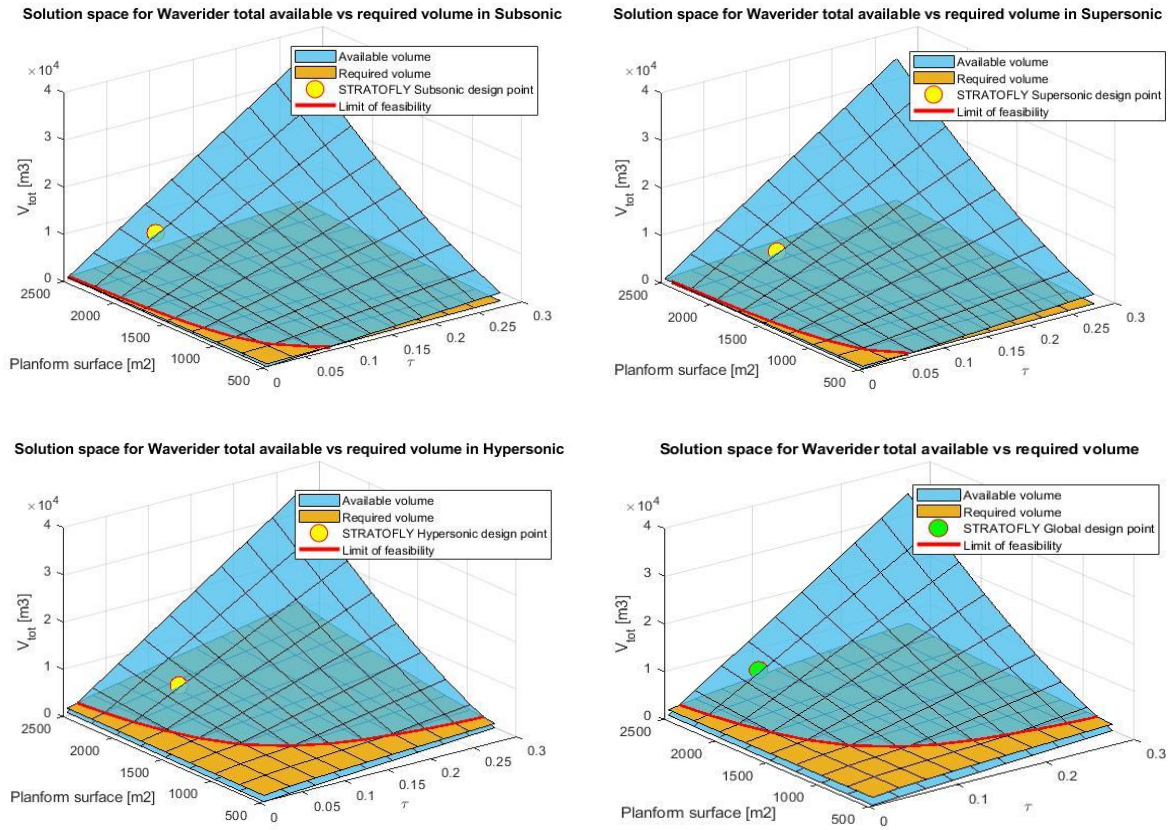 Solution space for Waverider total available vs required volume in Subsonic
Available volume
Required volume
STRATOFLY Subsonic design point
Limit of feasibility
×10⁴
4
3
2
1
0
V_tot [m3]
2500
2000
1500
1000
500
Planform surface [m2]
0
0.05
0.1
0.15
0.2
0.25
0.3
τ
Solution space for Waverider total available vs required volume in Supersonic
Available volume
Required volume
STRATOFLY Supersonic design point
Limit of feasibility
×10⁴
4
3
2
1
0
V_tot [m3]
2500
2000
1500
1000
500
Planform surface [m2]
0
0.05
0.1
0.15
0.2
0.25
0.3
τ
Solution space for Waverider total available vs required volume in Hypersonic
Available volume
Required volume
STRATOFLY Hypersonic design point
Limit of feasibility
×10⁴
4
3
2
1
0
V_tot [m3]
2500
2000
1500
1000
500
Planform surface [m2]
0
0.05
0.1
0.15
0.2
0.25
0.3
τ
Solution space for Waverider total available vs required volume
Available volume
Required volume
STRATOFLY Global design point
Limit of feasibility
×10⁴
4
3
2
1
0
V_tot [m3]
2500
2000
1500
1000
500
Planform surface [m2]
0
0.1
0.2
0.3
τ